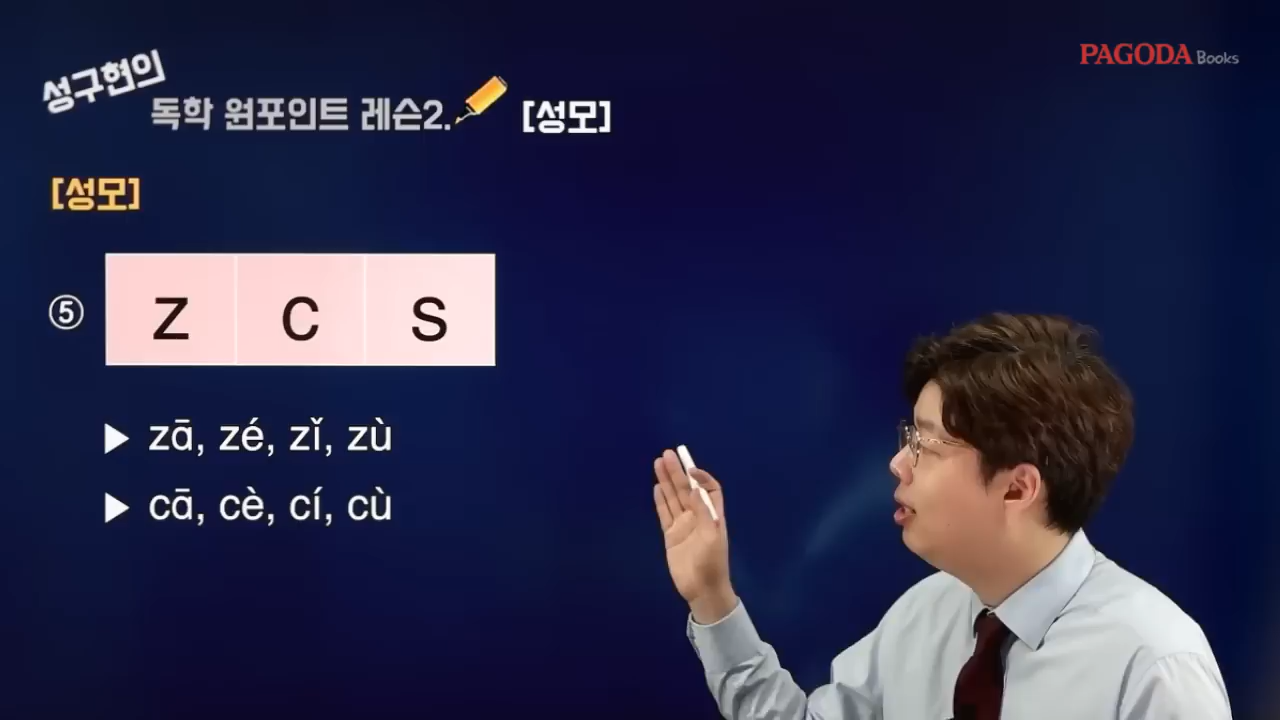 PAGODA Books
성구현의
독학 원포인트 레슨2. [성모]
[성모]
⑤ z c s
▶ zā, zé, zǐ, zù
▶ cā, cè, cí, cù